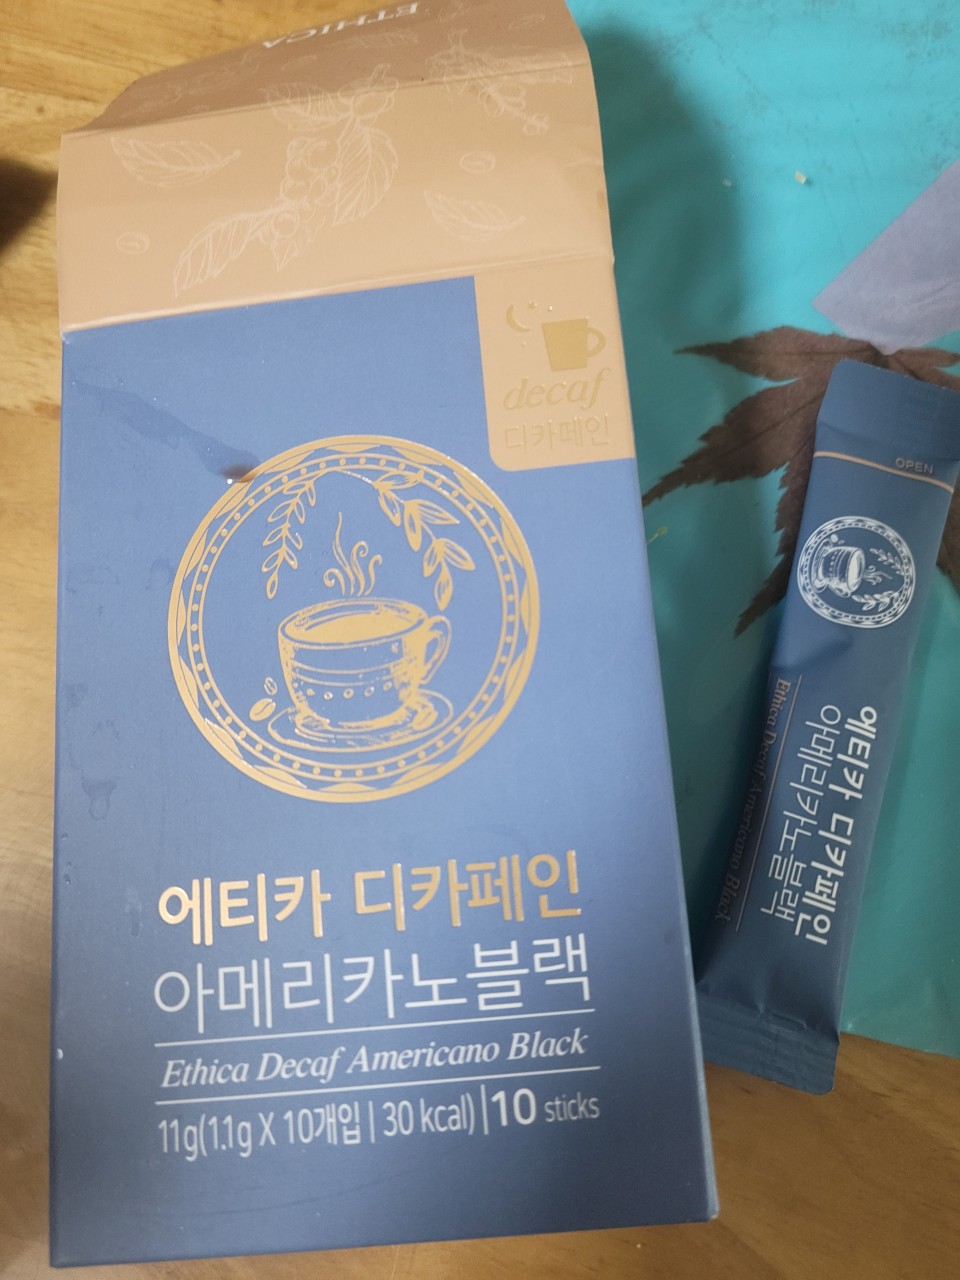 ETHICA
decaf
디카페인
에티카 디카페인
아메리카노블랙
Ethica Decaf Americano Black
11g(1.1g X 10개입 | 30 kcal) | 10 sticks
OPEN
에티카 디카페인
아메리카노블랙
Ethica Decaf Americano Black